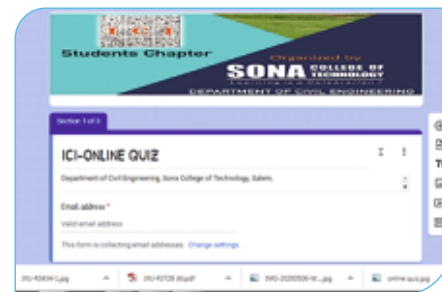 Students Chapter
Organized by
SONA COLLEGE OF TECHNOLOGY
DEPARTMENT OF CIVIL ENGINEERING
Section 1 of 3
ICI-ONLINE QUIZ
Department of Civil Engineering, Sona College of Technology, Salem,
Email address *
Valid email address
This form is collecting email addresses. Change settings
online quiz.jpg